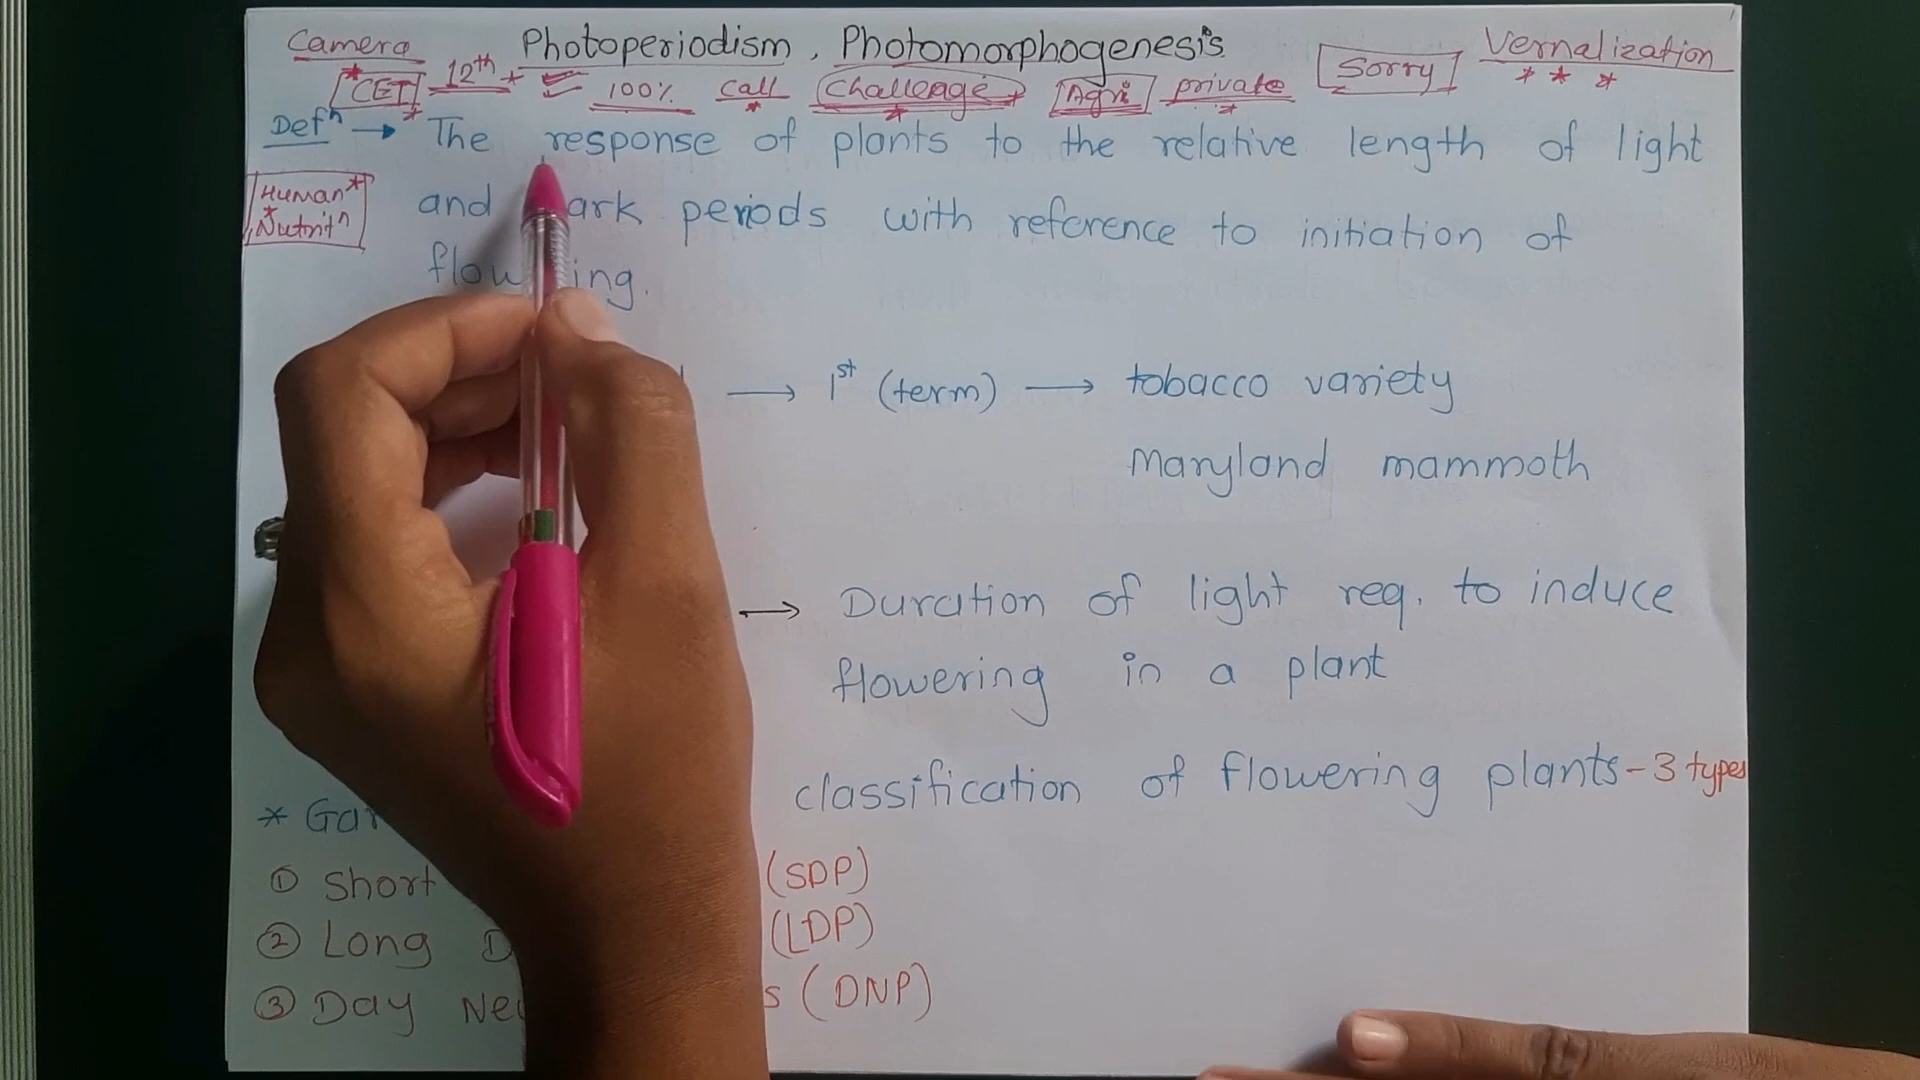 Camera Photoperiodism, Photomorphogenesis Sorry Vernalization
CET 12th 100% Call Challenge Agri private
Defn → The response of plants to the relative length of light
Human
Nutritn
and ark periods with reference to initiation of
flow ing.
→ 1st (term) → tobacco variety
Maryland mammoth
→ Duration of light req. to induce
flowering in a plant
* Gar classification of flowering plants - 3 types
① Short (SDP)
② Long D (LDP)
③ Day Neu s (DNP)